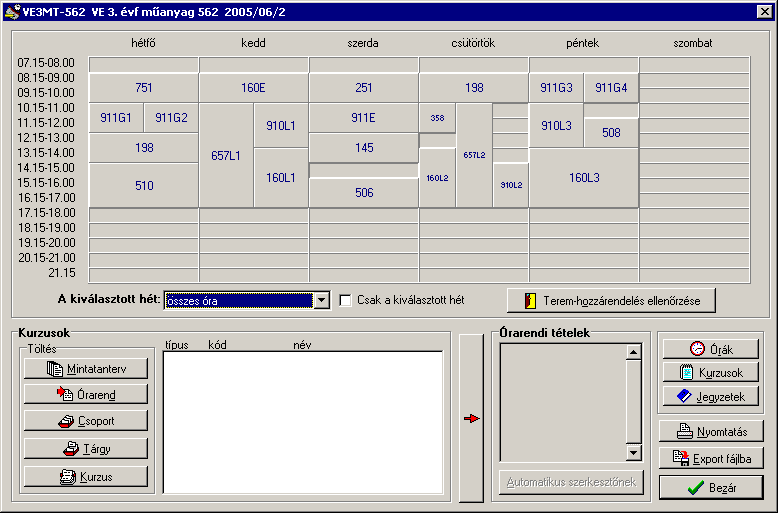 VE3MT-562 VE 3. évf műanyag 562 2005/06/2
hétfő kedd szerda csütörtök péntek szombat
07.15-08.00
08.15-09.00
09.15-10.00
10.15-11.00
11.15-12.00
12.15-13.00
13.15-14.00
14.15-15.00
15.15-16.00
16.15-17.00
17.15-18.00
18.15-19.00
19.15-20.00
20.15-21.00
21.15
751 160E 251 198 911G3 911G4
911G1 911G2 657L1 910L1 911E 358 657L2 910L3 508
198 145
510 160L1 506 160L2 910L2 160L3
A kiválasztott hét: összes óra Csak a kiválasztott hét Terem-hozzárendelés ellenőrzése
Kurzusok
Töltés
Mintatanterv
Órarend
Csoport
Tárgy
Kurzus
típus kód név
Órarendi tételek
Automatikus szerkesztőnek
Órák
Kurzusok
Jegyzetek
Nyomtatás
Export fájlba
Bezár